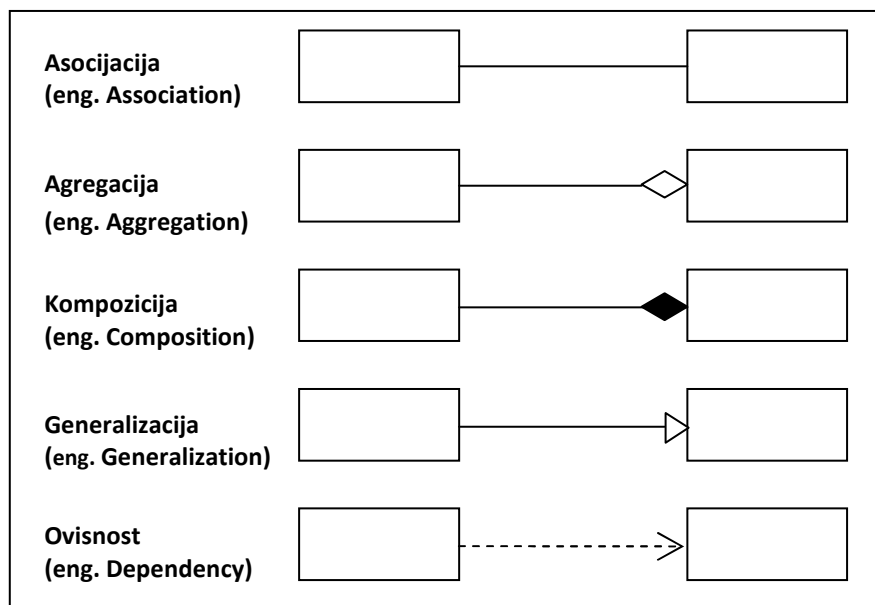 Asocijacija
(eng. Association)
Agregacija
(eng. Aggregation)
Kompozicija
(eng. Composition)
Generalizacija
(eng. Generalization)
Ovisnost
(eng. Dependency)